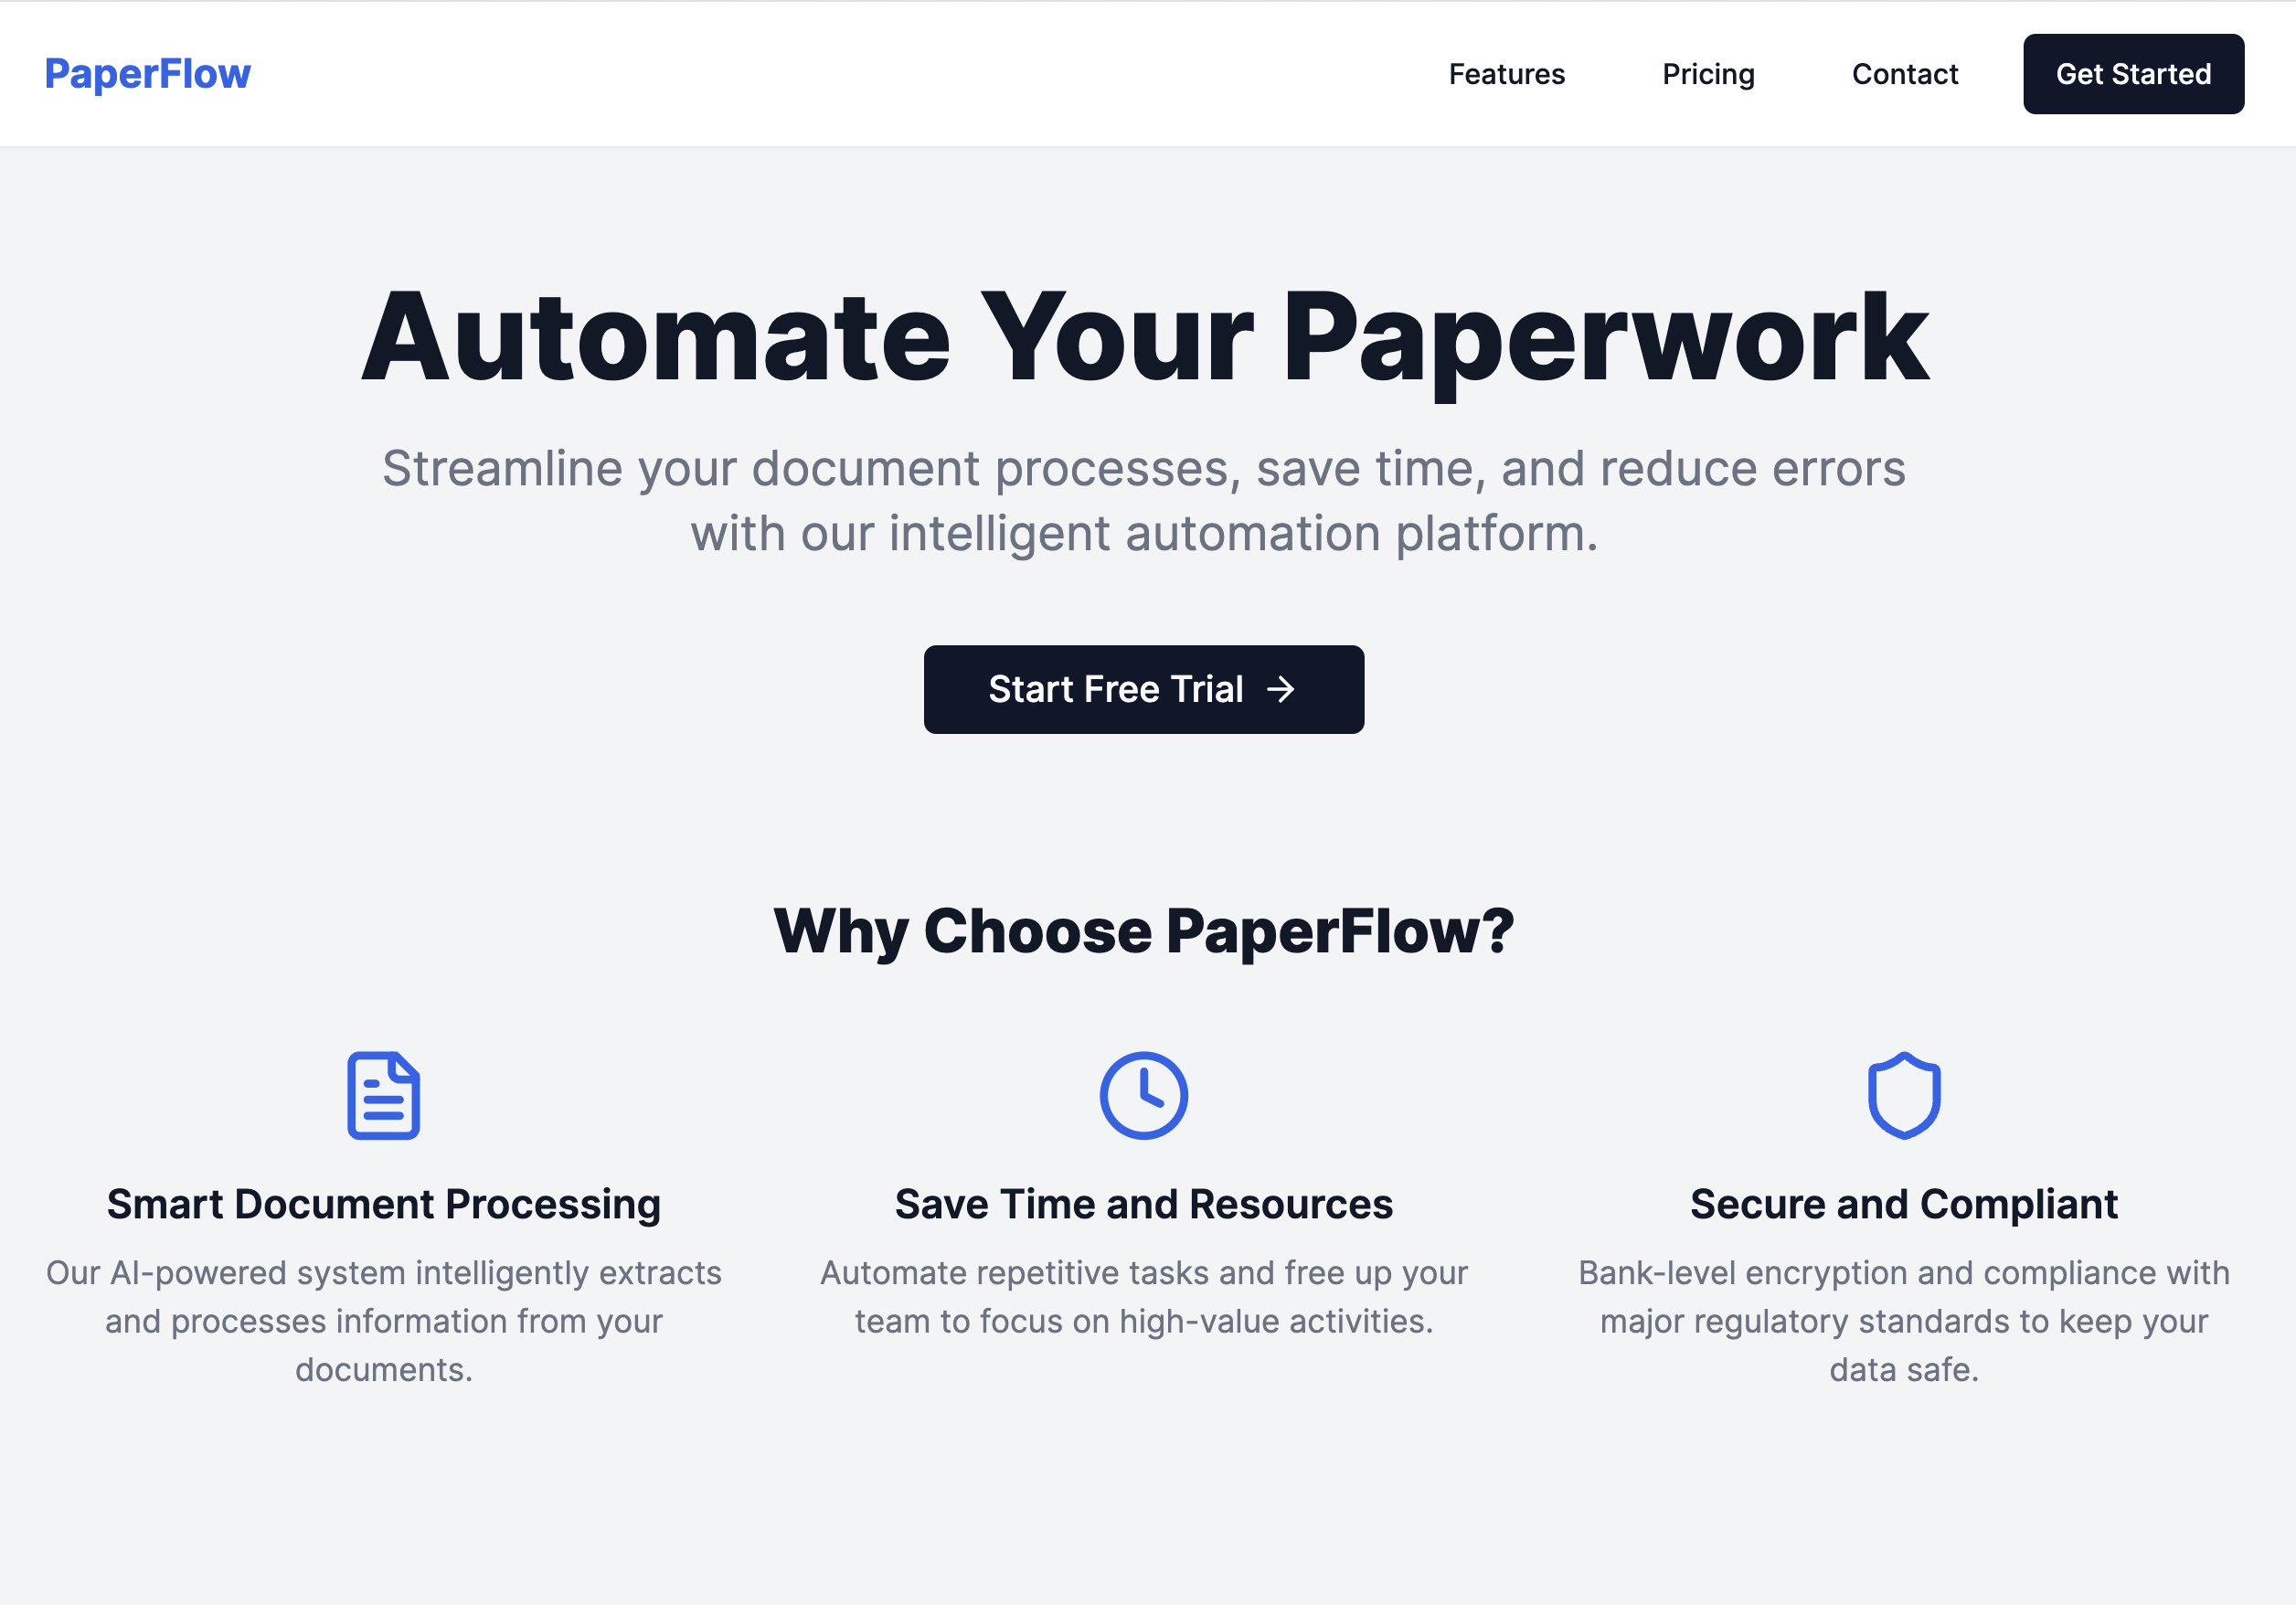 PaperFlow
Features
Pricing
Contact
Get Started
Automate Your Paperwork
Streamline your document processes, save time, and reduce errors
with our intelligent automation platform.
Start Free Trial →
Why Choose PaperFlow?
Smart Document Processing
Our AI-powered system intelligently extracts
and processes information from your
documents.
Save Time and Resources
Automate repetitive tasks and free up your
team to focus on high-value activities.
Secure and Compliant
Bank-level encryption and compliance with
major regulatory standards to keep your
data safe.